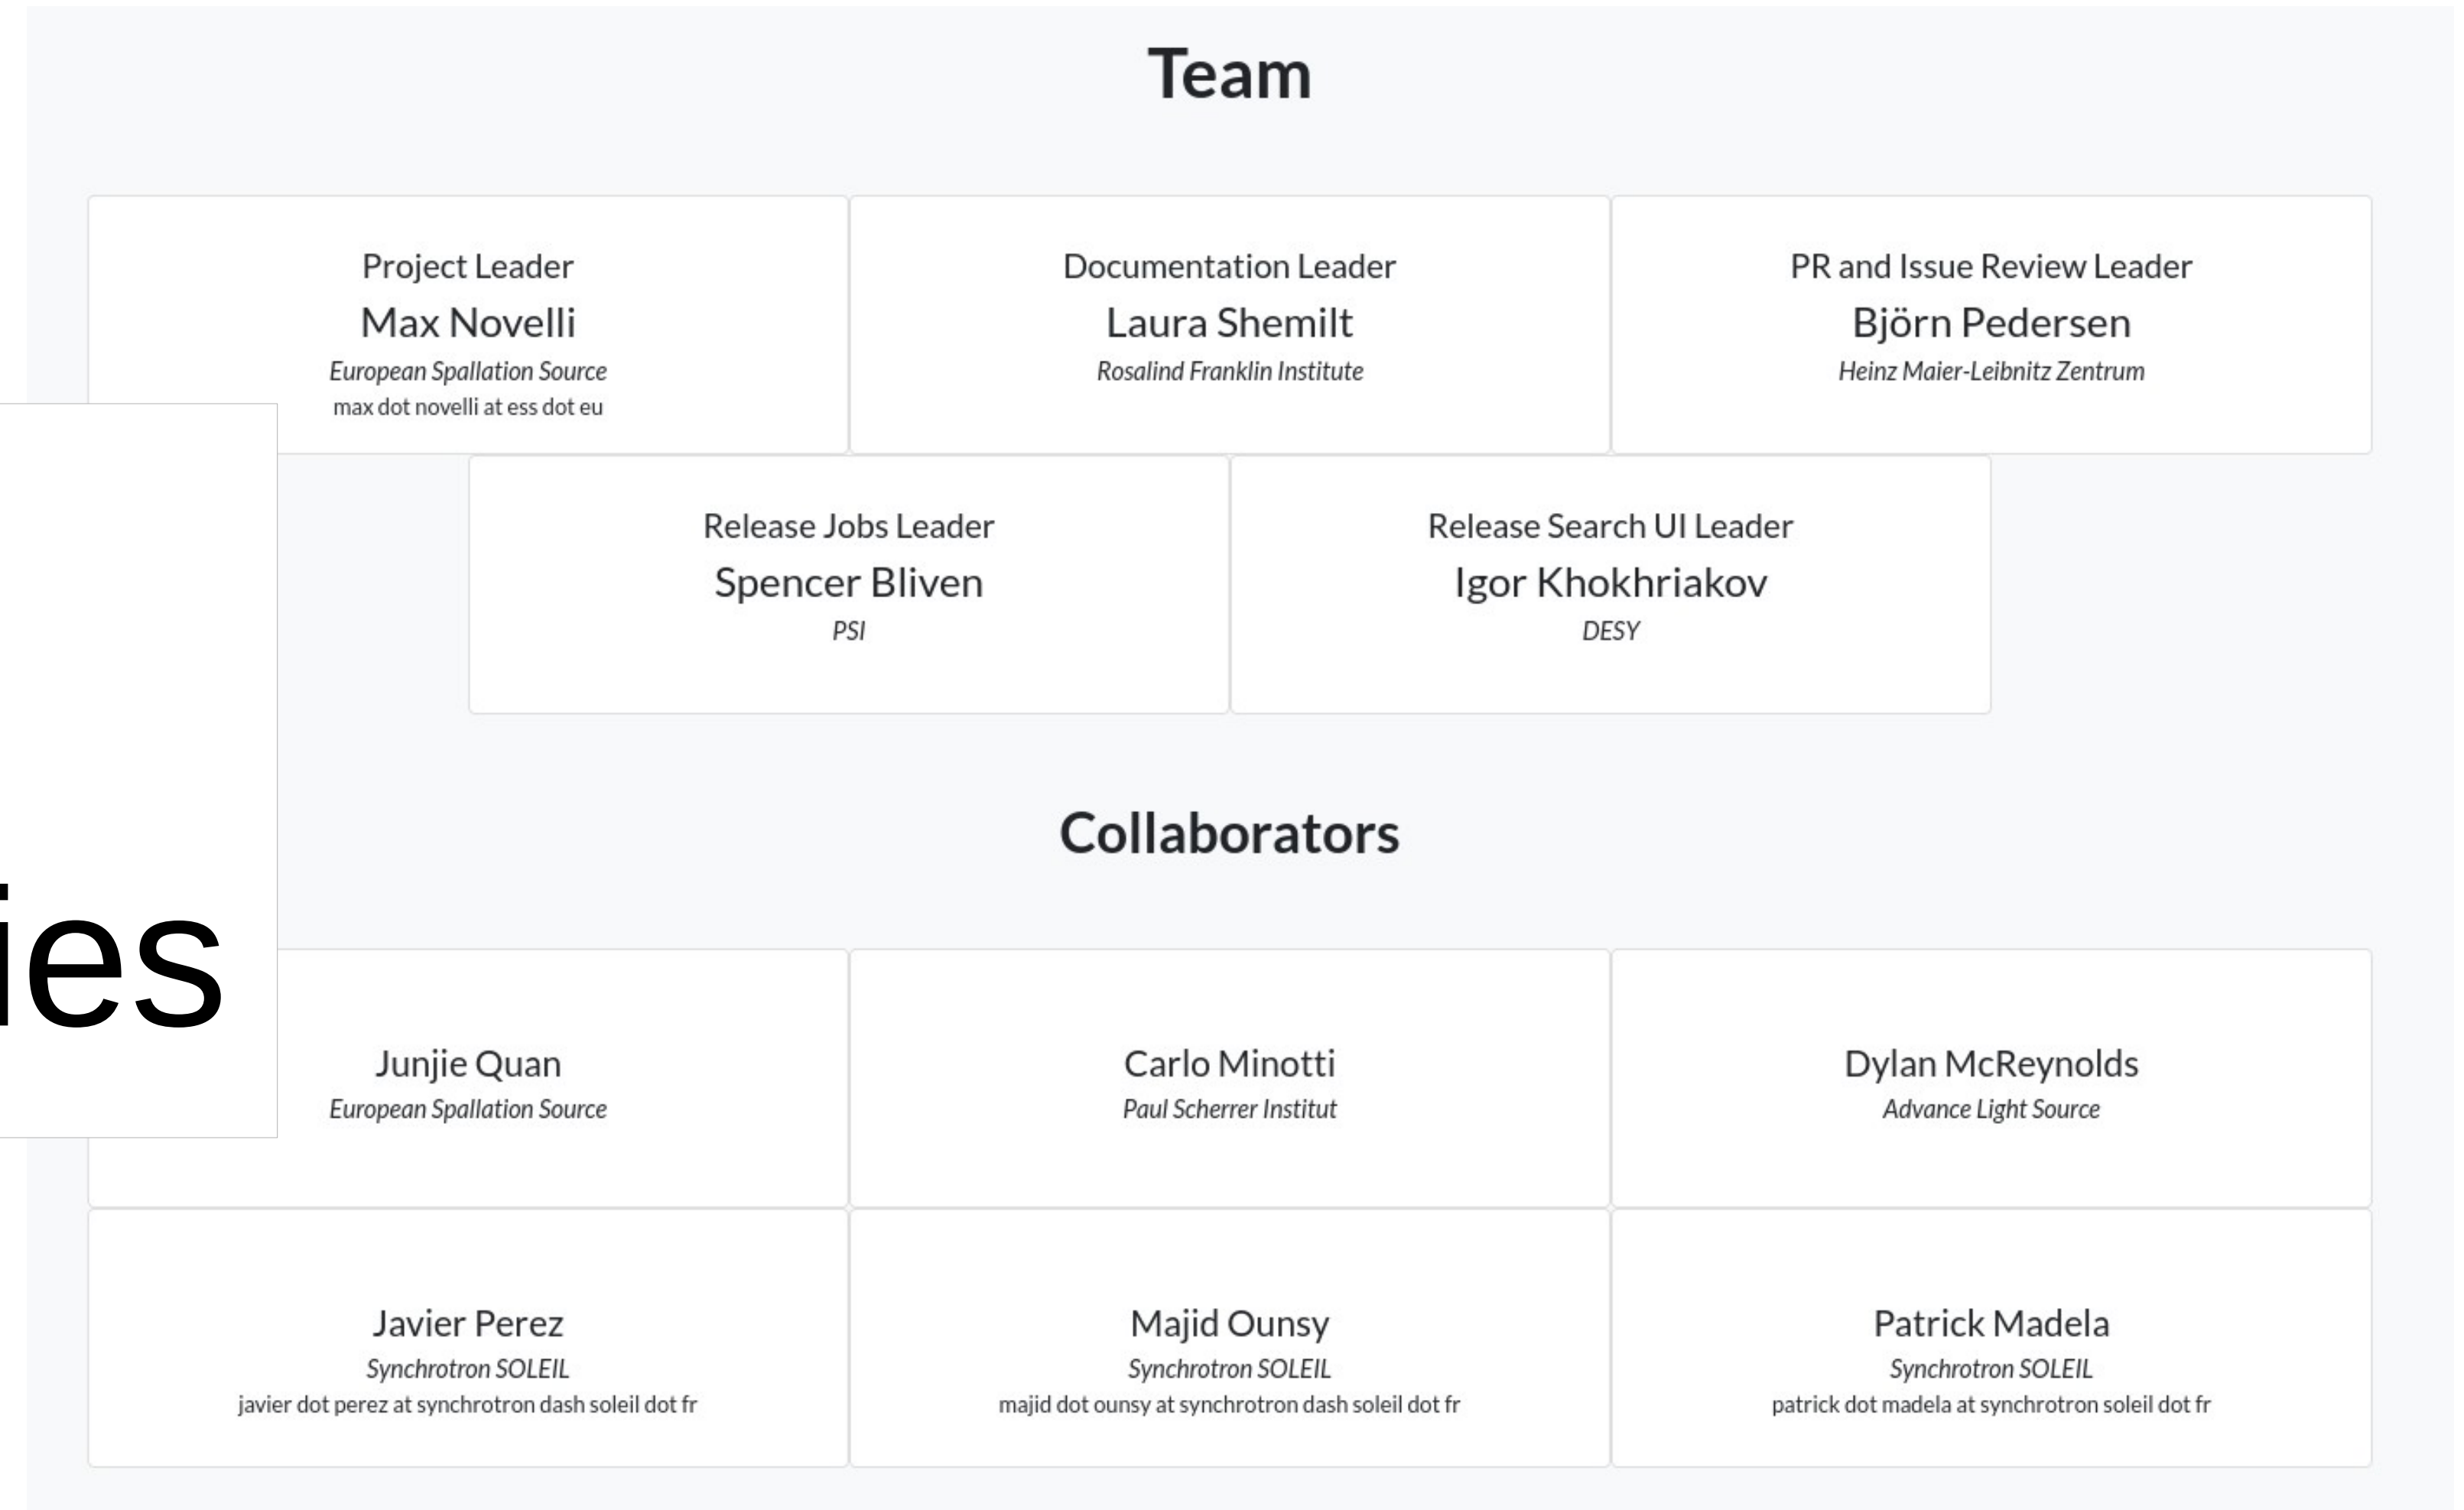 Team
Project Leader
Max Novelli
European Spallation Source
max dot novelli at ess dot eu
Documentation Leader
Laura Shemilt
Rosalind Franklin Institute
PR and Issue Review Leader
Björn Pedersen
Heinz Maier-Leibnitz Zentrum
Release Jobs Leader
Spencer Bliven
PSI
Release Search UI Leader
Igor Khokhriakov
DESY
Collaborators
ies
Junjie Quan
European Spallation Source
Carlo Minotti
Paul Scherrer Institut
Dylan McReynolds
Advance Light Source
Javier Perez
Synchrotron SOLEIL
javier dot perez at synchrotron dash soleil dot fr
Majid Ounsy
Synchrotron SOLEIL
majid dot ounsy at synchrotron dash soleil dot fr
Patrick Madela
Synchrotron SOLEIL
patrick dot madela at synchrotron soleil dot fr